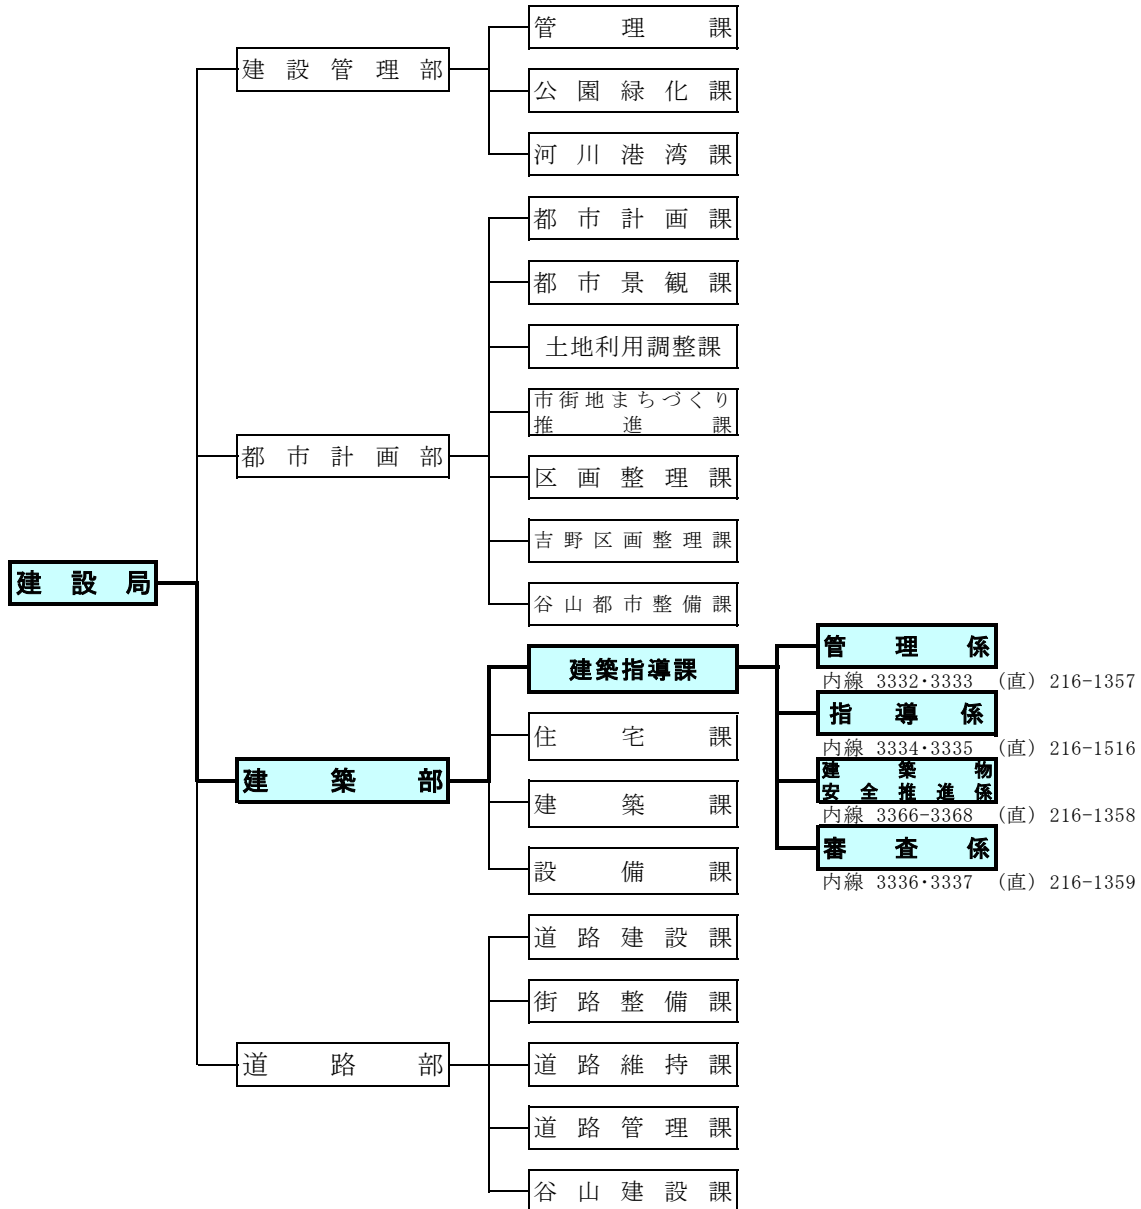 管理課
建設管理部
公園緑化課
河川港湾課
都市計画課
都市景観課
土地利用調整課
市街地まちづくり
推進課
都市計画部
区画整理課
吉野区画整理課
谷山都市整備課
建設局
建築指導課
管理係
内線 3332・3333 (直) 216-1357
指導係
内線 3334・3335 (直) 216-1516
建築物
安全推進係
内線 3366-3368 (直) 216-1358
審査係
内線 3336・3337 (直) 216-1359
住宅課
建築部
建築課
設備課
道路建設課
街路整備課
道路部
道路維持課
道路管理課
谷山建設課